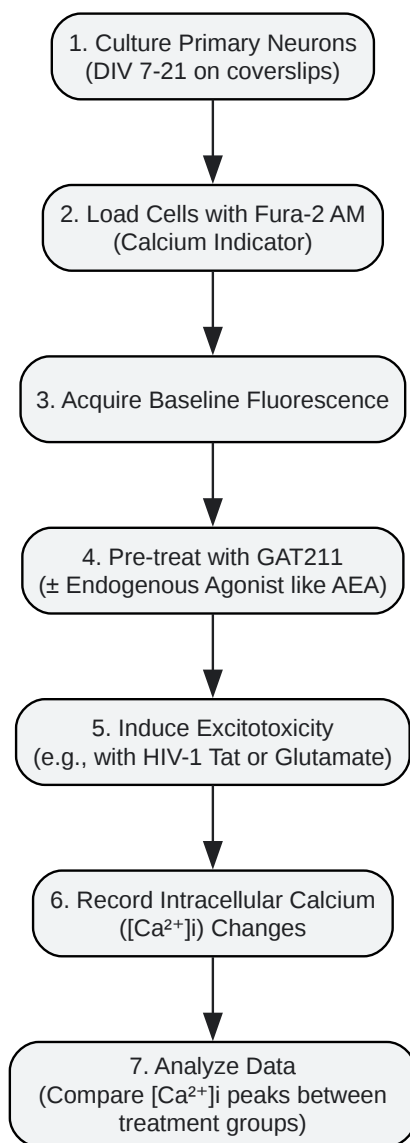 1. Culture Primary Neurons
(DIV 7-21 on coverslips)
2. Load Cells with Fura-2 AM
(Calcium Indicator)
3. Acquire Baseline Fluorescence
4. Pre-treat with GAT211
(± Endogenous Agonist like AEA)
5. Induce Excitotoxicity
(e.g., with HIV-1 Tat or Glutamate)
6. Record Intracellular Calcium
([Ca²⁺]i) Changes
7. Analyze Data
(Compare [Ca²⁺]i peaks between
treatment groups)